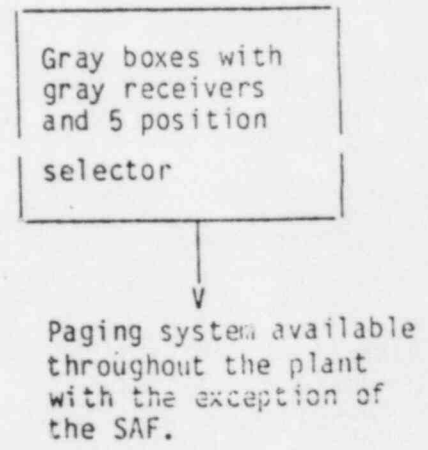 Gray boxes with
gray receivers
and 5 position
selector
V
Paging system available
throughout the plant
with the exception of
the SAF.